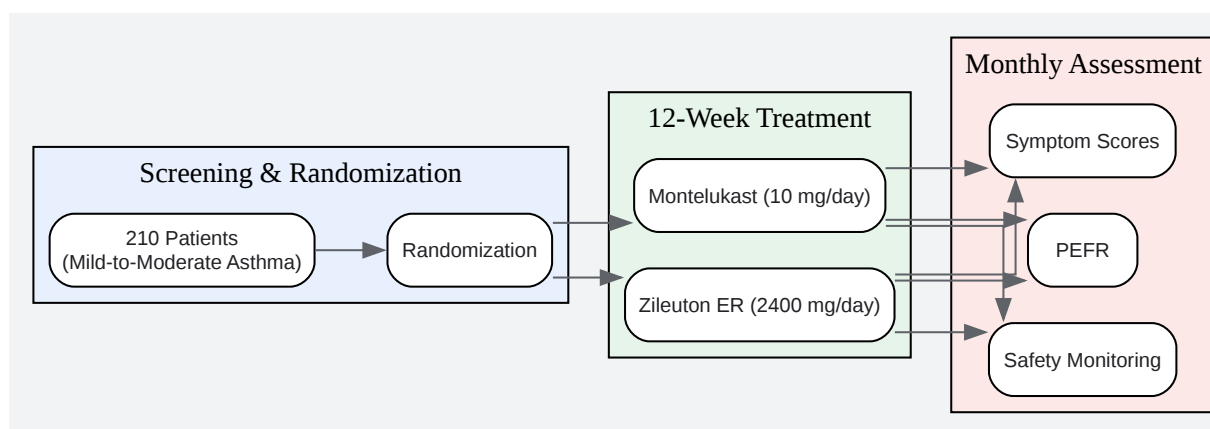 Screening & Randomization
210 Patients
(Mild-to-Moderate Asthma)
Randomization
12-Week Treatment
Montelukast (10 mg/day)
Zileuton ER (2400 mg/day)
Monthly Assessment
Symptom Scores
PEFR
Safety Monitoring